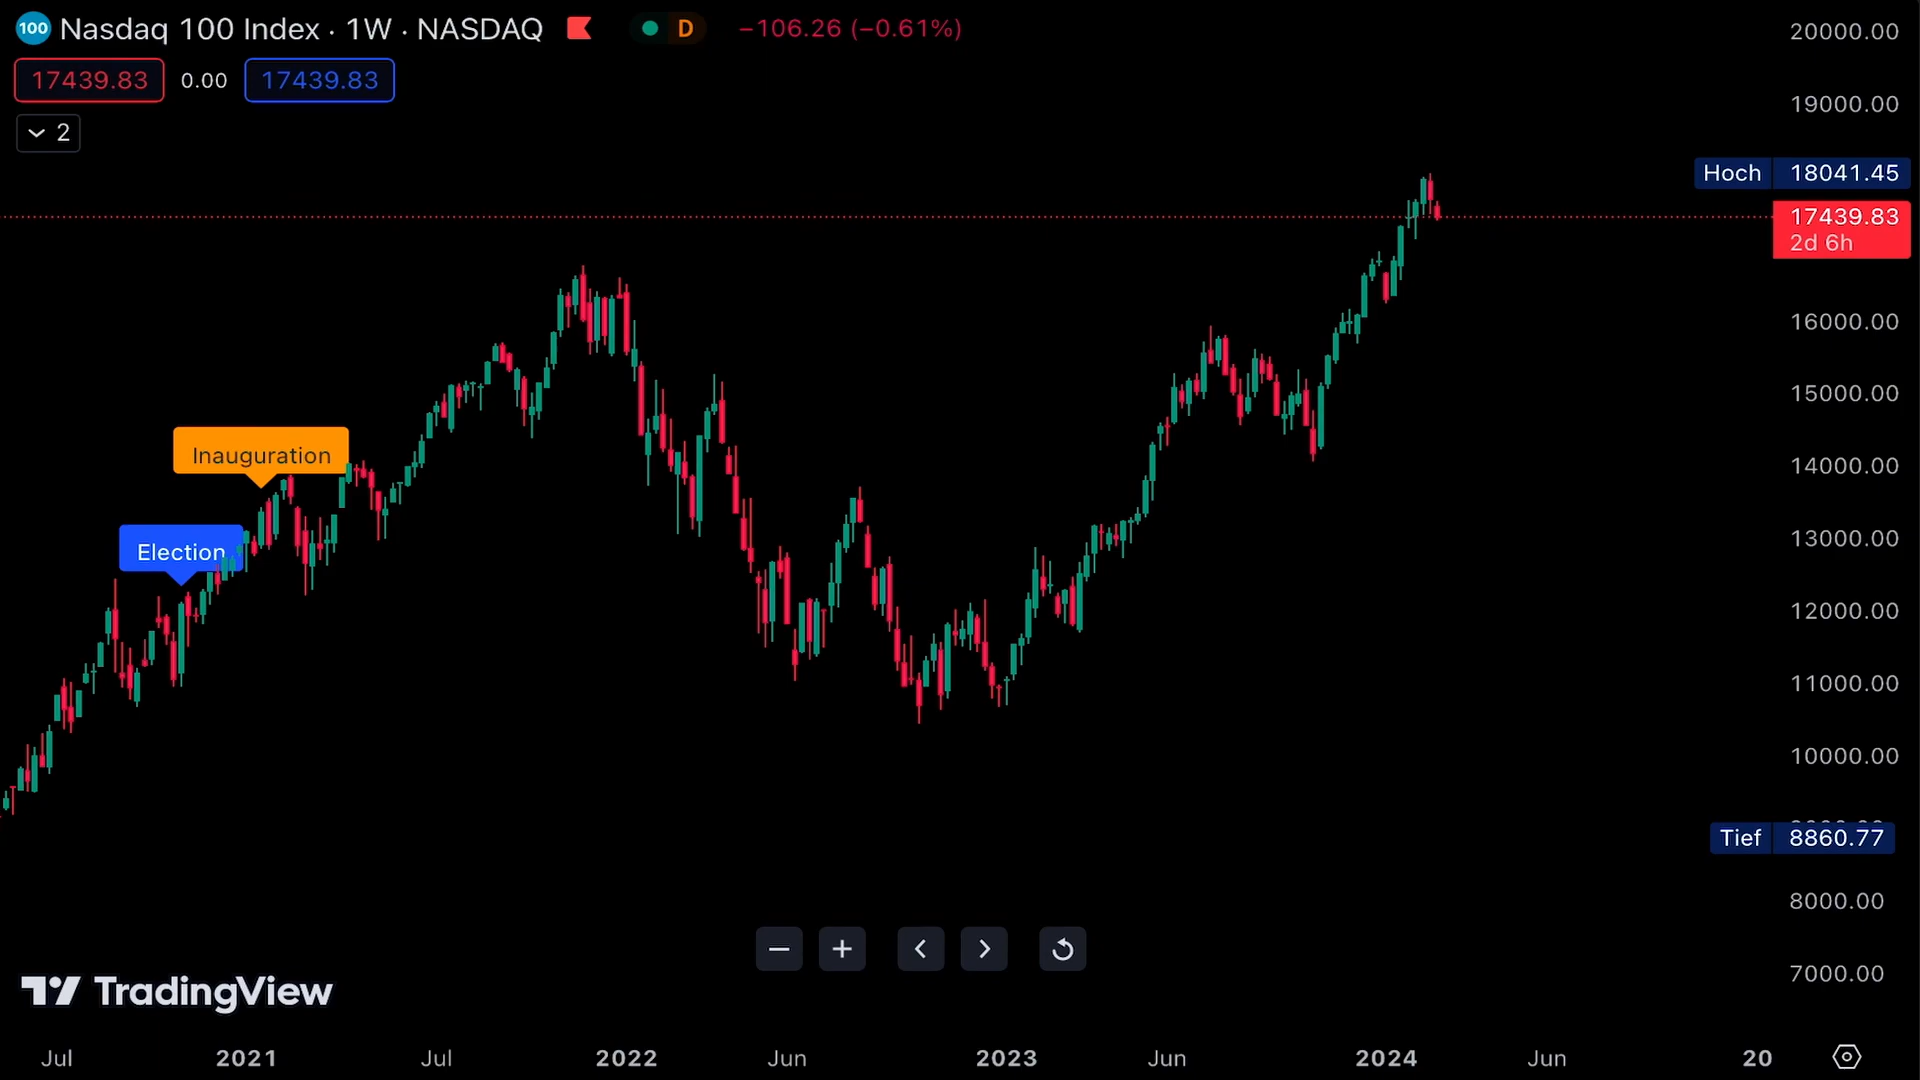 100 Nasdaq 100 Index · 1W · NASDAQ D −106.26 (−0.61%)
17439.83 0.00 17439.83
2
20000.00
19000.00
Hoch 18041.45
17439.83
2d 6h
16000.00
15000.00
14000.00
13000.00
12000.00
11000.00
10000.00
Tief 8860.77
8000.00
7000.00
Inauguration
Election
TradingView
Jul 2021 Jul 2022 Jun 2023 Jun 2024 Jun 20